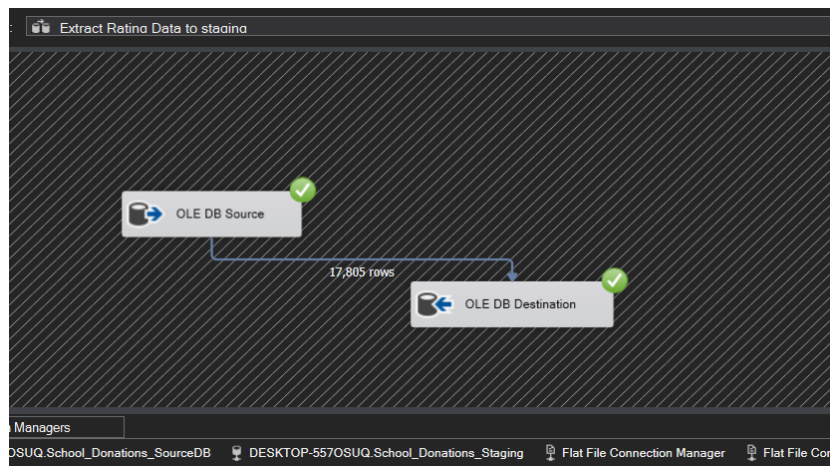 : Extract Rating Data to staging
OLE DB Source
17,805 rows
OLE DB Destination
Managers
OSUQ.School_Donations_SourceDB DESKTOP-557OSUQ.School_Donations_Staging Flat File Connection Manager Flat File Con